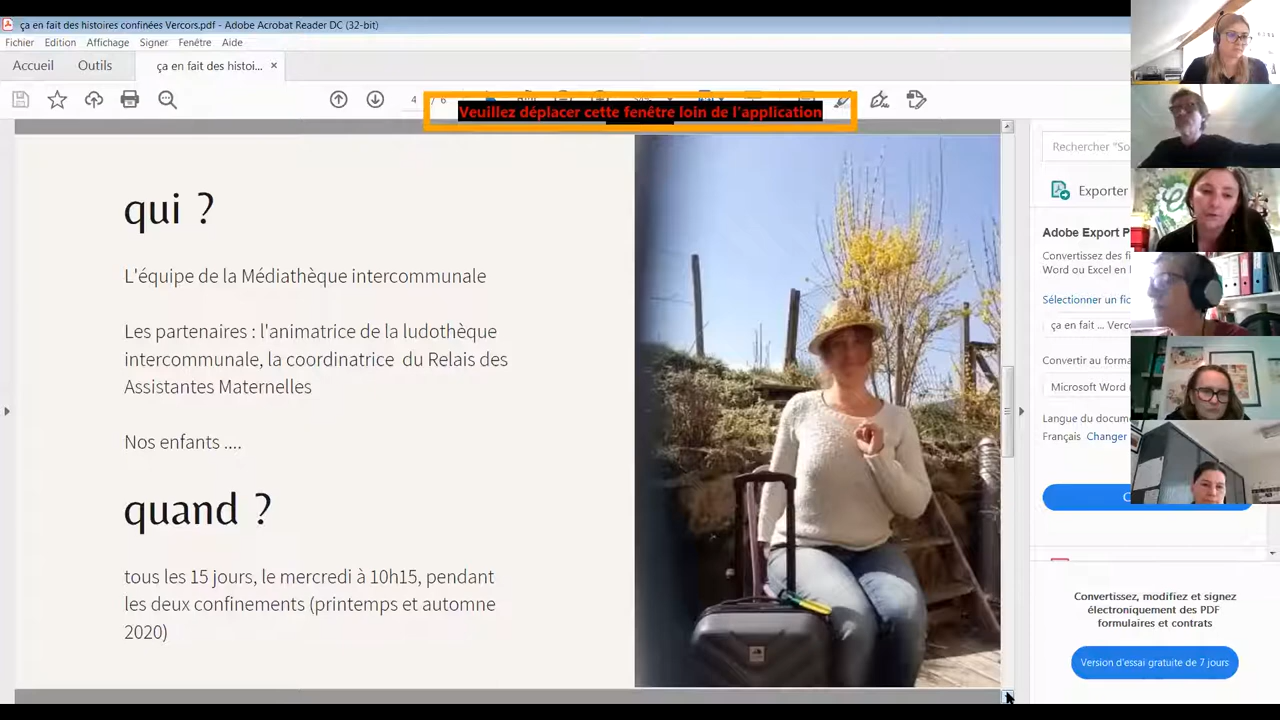 ça en fait des histoires confinées Vercors.pdf - Adobe Acrobat Reader DC (32-bit)
Fichier Edition Affichage Signer Fenêtre Aide
Accueil Outils ça en fait des histoi... ×
4 / 6
Veuillez déplacer cette fenêtre loin de l'application
qui ?
L'équipe de la Médiathèque intercommunale
Les partenaires : l'animatrice de la ludothèque
intercommunale, la coordinatrice du Relais des
Assistantes Maternelles
Nos enfants ....
quand ?
tous les 15 jours, le mercredi à 10h15, pendant
les deux confinements (printemps et automne
2020)
Rechercher "So
Exporter
Adobe Export P
Convertissez des fi
Word ou Excel en l
Sélectionner un fic
ça en fait ... Verco
Convertir au forma
Microsoft Word (
Langue du docume
Français Changer
C
Convertissez, modifiez et signez
électroniquement des PDF
formulaires et contrats
Version d'essai gratuite de 7 jours